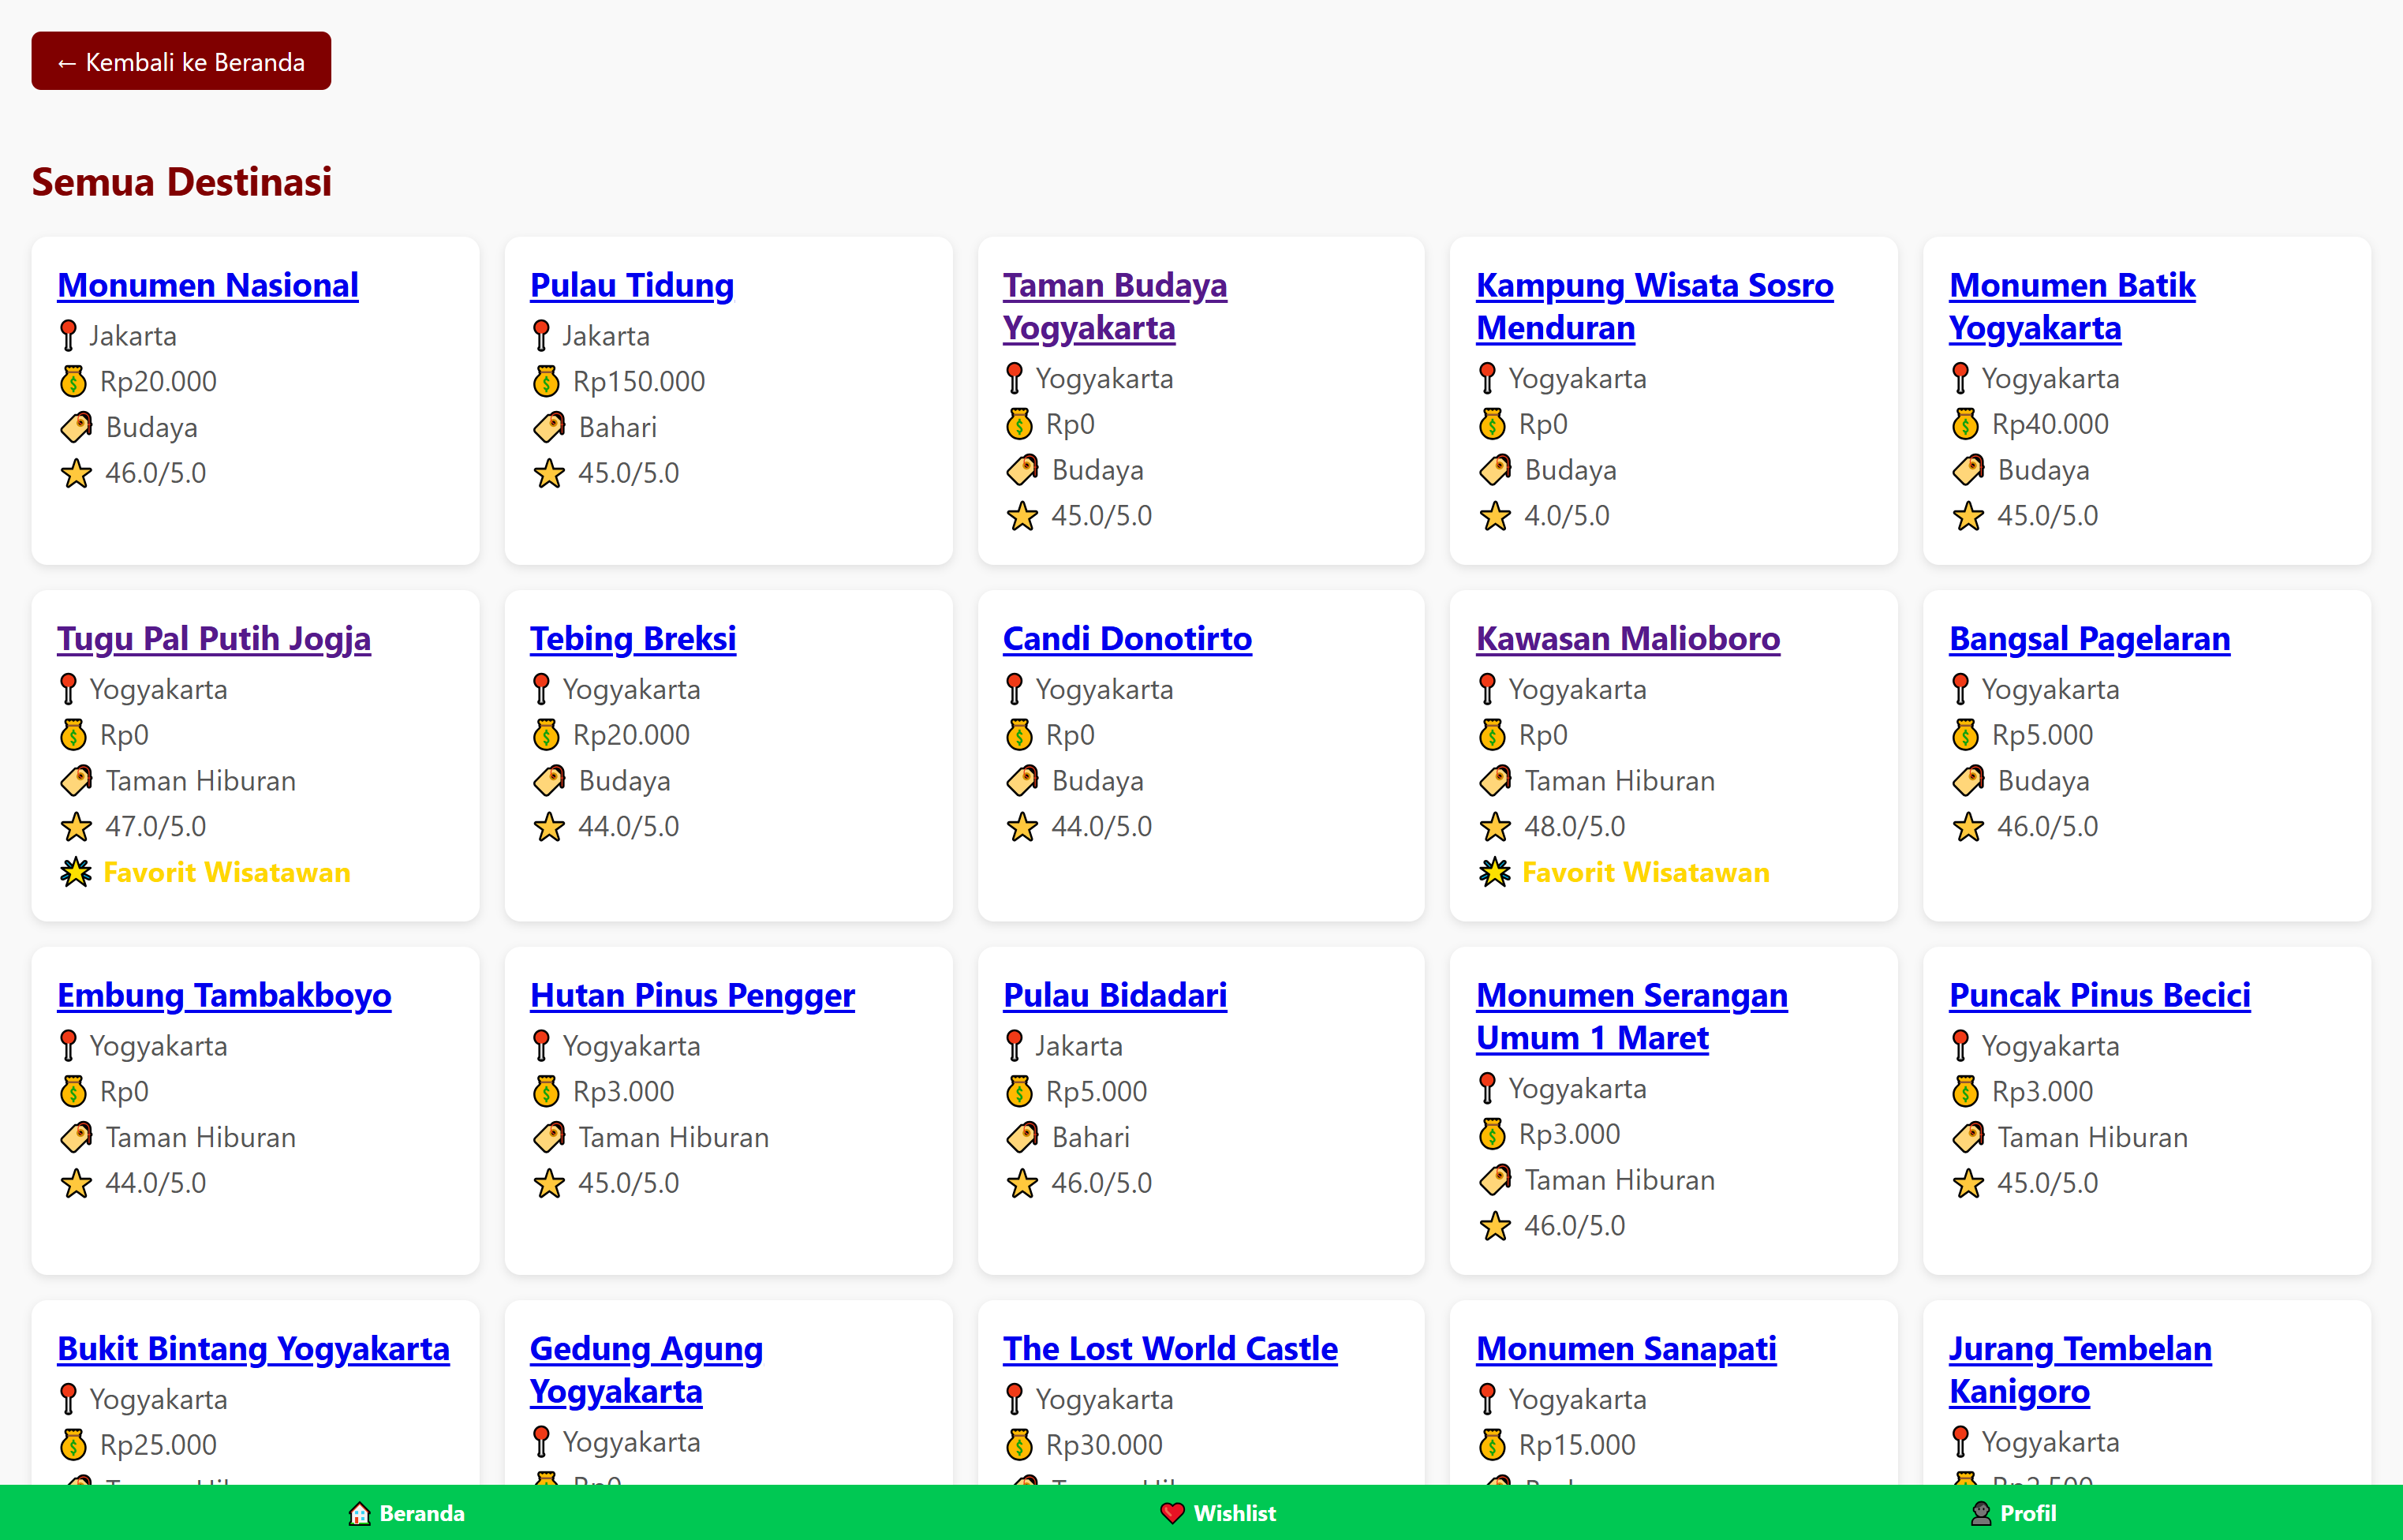 ← Kembali ke Beranda
Semua Destinasi
Monumen Nasional
Jakarta
Rp20.000
Budaya
46.0/5.0
Pulau Tidung
Jakarta
Rp150.000
Bahari
45.0/5.0
Taman Budaya
Yogyakarta
Yogyakarta
Rp0
Budaya
45.0/5.0
Kampung Wisata Sosro
Menduran
Yogyakarta
Rp0
Budaya
4.0/5.0
Monumen Batik
Yogyakarta
Yogyakarta
Rp40.000
Budaya
45.0/5.0
Tugu Pal Putih Jogja
Yogyakarta
Rp0
Taman Hiburan
47.0/5.0
Favorit Wisatawan
Tebing Breksi
Yogyakarta
Rp20.000
Budaya
44.0/5.0
Candi Donotirto
Yogyakarta
Rp0
Budaya
44.0/5.0
Kawasan Malioboro
Yogyakarta
Rp0
Taman Hiburan
48.0/5.0
Favorit Wisatawan
Bangsal Pagelaran
Yogyakarta
Rp5.000
Budaya
46.0/5.0
Embung Tambakboyo
Yogyakarta
Rp0
Taman Hiburan
44.0/5.0
Hutan Pinus Pengger
Yogyakarta
Rp3.000
Taman Hiburan
45.0/5.0
Pulau Bidadari
Jakarta
Rp5.000
Bahari
46.0/5.0
Monumen Serangan
Umum 1 Maret
Yogyakarta
Rp3.000
Taman Hiburan
46.0/5.0
Puncak Pinus Becici
Yogyakarta
Rp3.000
Taman Hiburan
45.0/5.0
Bukit Bintang Yogyakarta
Yogyakarta
Rp25.000
Gedung Agung
Yogyakarta
Yogyakarta
Rp0
The Lost World Castle
Yogyakarta
Rp30.000
Monumen Sanapati
Yogyakarta
Rp15.000
Jurang Tembelan
Kanigoro
Yogyakarta
Beranda
Wishlist
Profil